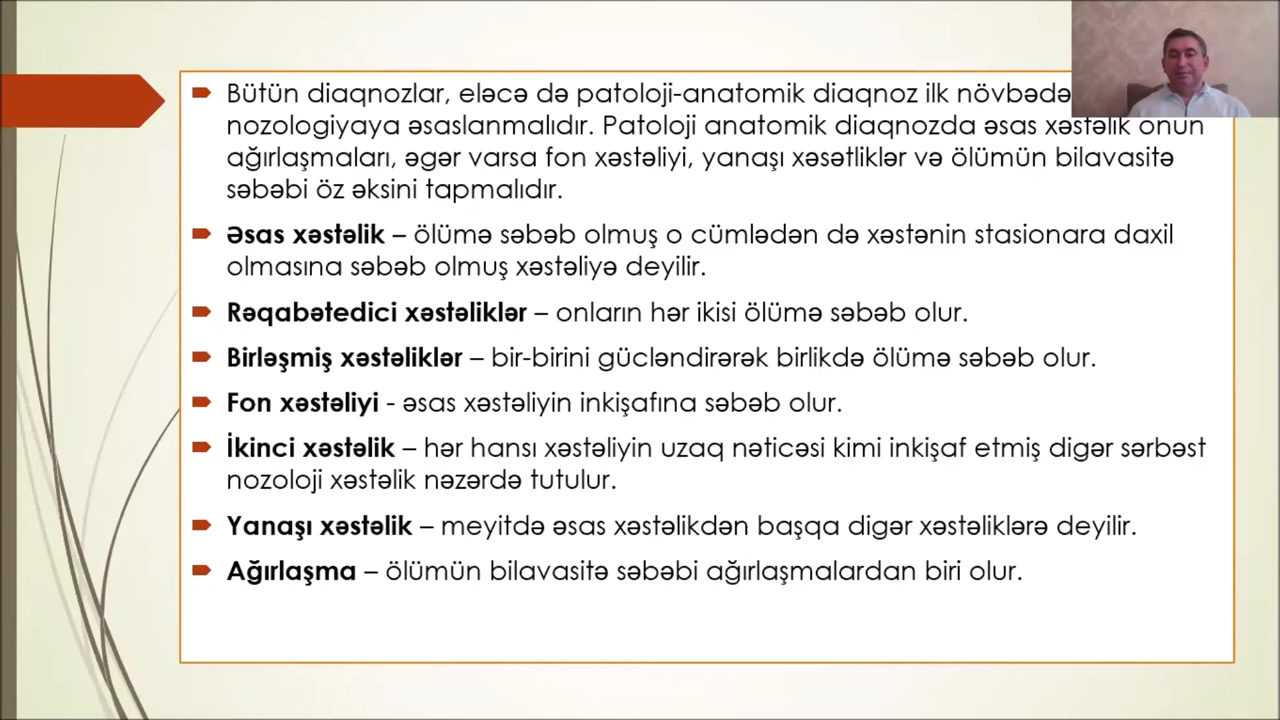 Bütün diaqnozlar, eləcə də patoloji-anatomik diaqnoz ilk növbədə
nozologiyaya əsaslanmalıdır. Patoloji anatomik diaqnozda əsas xəstəlik onun
ağırlaşmaları, əgər varsa fon xəstəliyi, yanaşı xəsətliklər və ölümün bilavasitə
səbəbi öz əksini tapmalıdır.
Əsas xəstəlik – ölümə səbəb olmuş o cümlədən də xəstənin stasionara daxil
olmasına səbəb olmuş xəstəliyə deyilir.
Rəqabətedici xəstəliklər – onların hər ikisi ölümə səbəb olur.
Birləşmiş xəstəliklər – bir-birini gücləndirərək birlikdə ölümə səbəb olur.
Fon xəstəliyi - əsas xəstəliyin inkişafına səbəb olur.
İkinci xəstəlik – hər hansı xəstəliyin uzaq nəticəsi kimi inkişaf etmiş digər sərbəst
nozoloji xəstəlik nəzərdə tutulur.
Yanaşı xəstəlik – meyitdə əsas xəstəlikdən başqa digər xəstəliklərə deyilir.
Ağırlaşma – ölümün bilavasitə səbəbi ağırlaşmalardan biri olur.